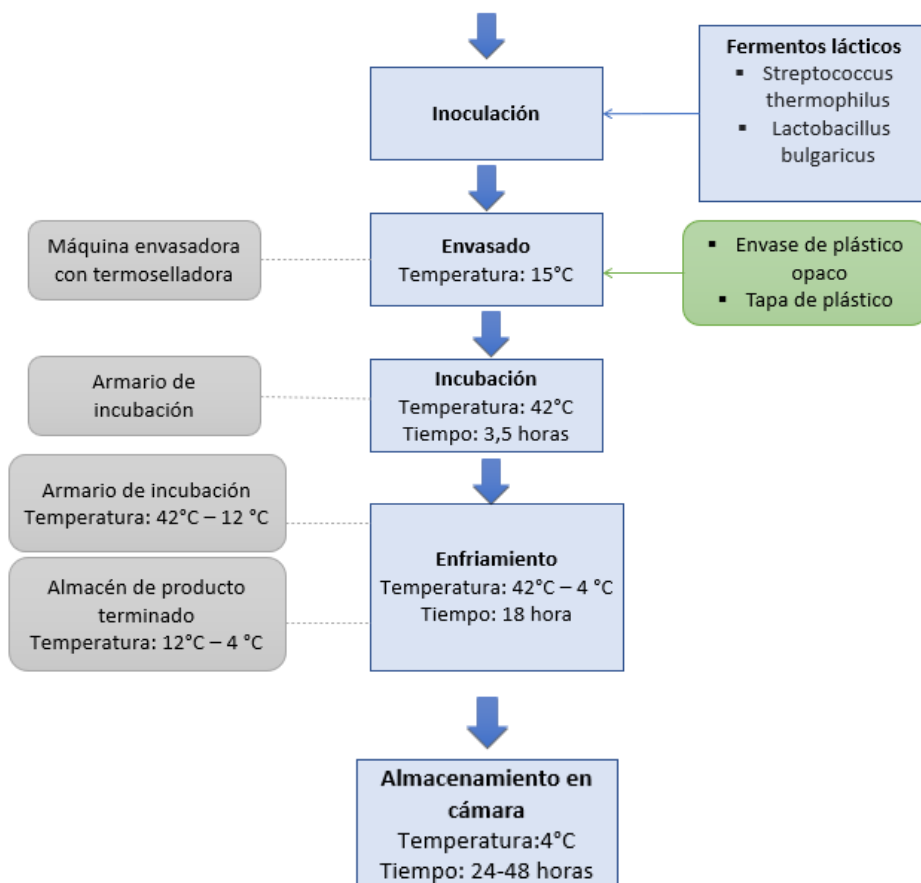 Fermentos lácticos
▪ Streptococcus
thermophilus
▪ Lactobacillus
bulgaricus
Inoculación
Máquina envasadora
con termoselladora
Envasado
Temperatura: 15°C
▪ Envase de plástico
opaco
▪ Tapa de plástico
Armario de
incubación
Incubación
Temperatura: 42°C
Tiempo: 3,5 horas
Armario de incubación
Temperatura: 42°C – 12 °C
Almacén de producto
terminado
Temperatura: 12°C – 4 °C
Enfriamiento
Temperatura: 42°C – 4 °C
Tiempo: 18 hora
Almacenamiento en
cámara
Temperatura:4°C
Tiempo: 24-48 horas